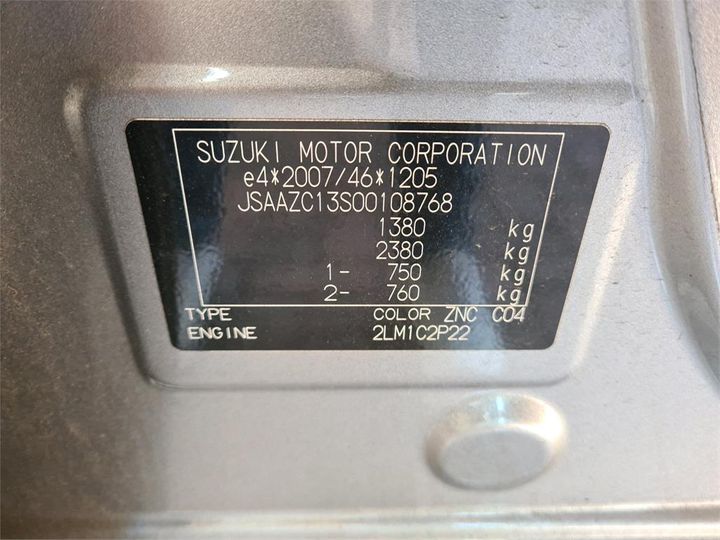 SUZUKI MOTOR CORPORATION
e4*2007/46*1205
JSAAZC13S00108768
1380 kg
2380 kg
1- 750 kg
2- 760 kg
TYPE COLOR ZNC C04
ENGINE 2LM1C2P22